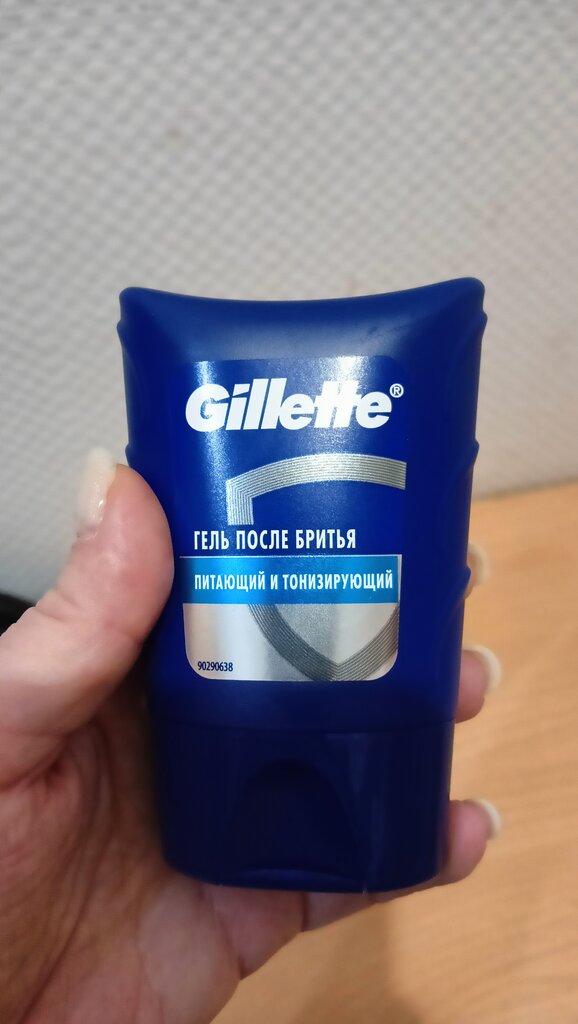 Gillette®
ГЕЛЬ ПОСЛЕ БРИТЬЯ
ПИТАЮЩИЙ И ТОНИЗИРУЮЩИЙ
90290638